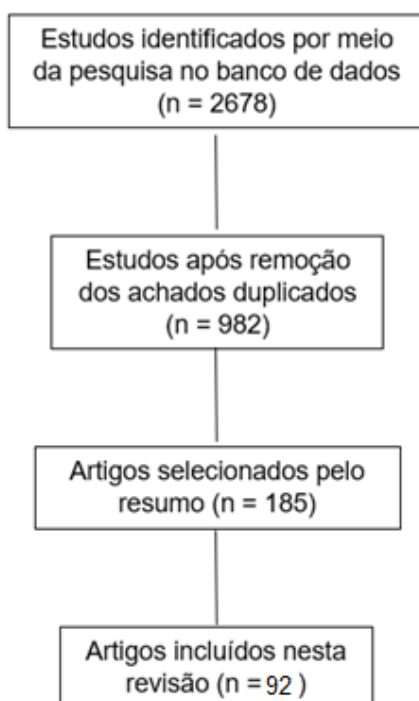 Estudos identificados por meio
da pesquisa no banco de dados
(n = 2678)
Estudos após remoção
dos achados duplicados
(n = 982)
Artigos selecionados pelo
resumo (n = 185)
Artigos incluídos nesta
revisão (n = 92 )